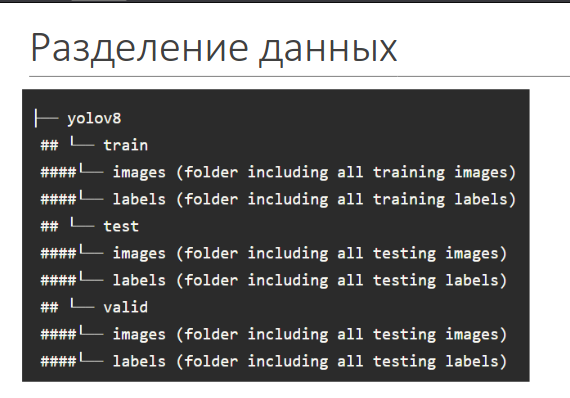 Разделение данных
├── yolov8
## └── train
####└── images (folder including all training images)
####└── labels (folder including all training labels)
## └── test
####└── images (folder including all testing images)
####└── labels (folder including all testing labels)
## └── valid
####└── images (folder including all testing images)
####└── labels (folder including all testing labels)